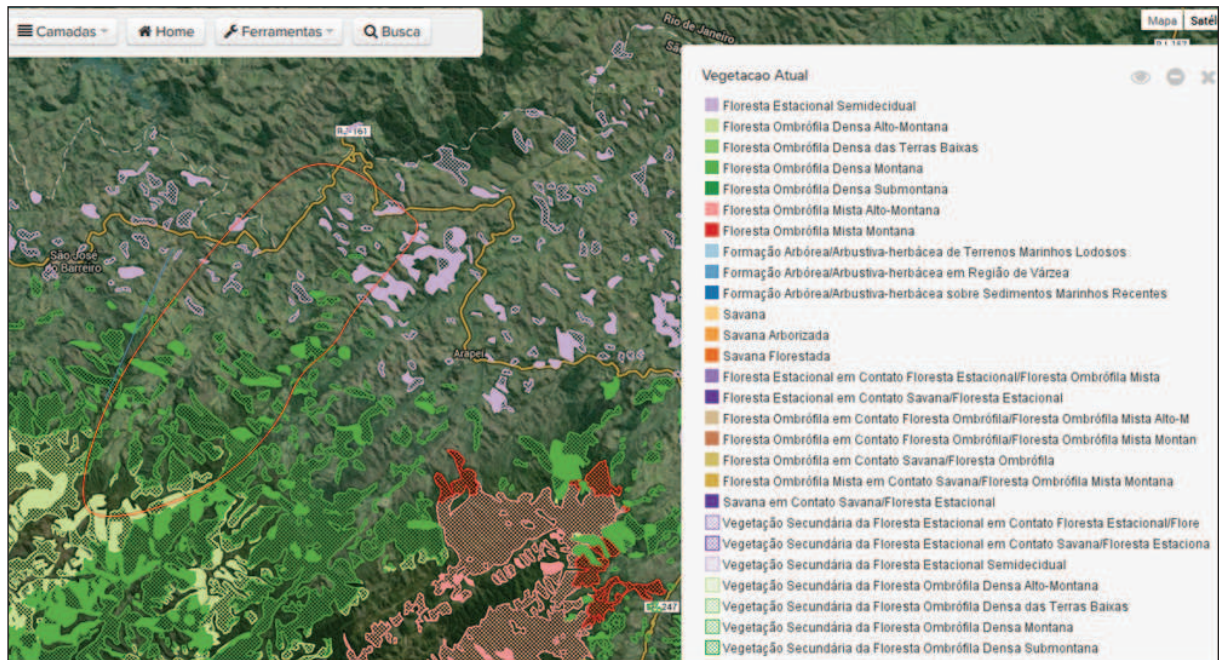 Camadas
Home
Ferramentas
Busca
Rio de Janeiro
Mapa
Satél
RJ-161
São José
do Barreiro
Arapeí
Vegetacao Atual
Floresta Estacional Semidecidual
Floresta Ombrófila Densa Alto-Montana
Floresta Ombrófila Densa das Terras Baixas
Floresta Ombrófila Densa Montana
Floresta Ombrófila Densa Submontana
Floresta Ombrófila Mista Alto-Montana
Floresta Ombrófila Mista Montana
Formação Arbórea/Arbustiva-herbácea de Terrenos Marinhos Lodosos
Formação Arbórea/Arbustiva-herbácea em Região de Várzea
Formação Arbórea/Arbustiva-herbácea sobre Sedimentos Marinhos Recentes
Savana
Savana Arborizada
Savana Florestada
Floresta Estacional em Contato Floresta Estacional/Floresta Ombrófila Mista
Floresta Estacional em Contato Savana/Floresta Estacional
Floresta Ombrófila em Contato Floresta Ombrófila/Floresta Ombrófila Mista Alto-M
Floresta Ombrófila em Contato Floresta Ombrófila/Floresta Ombrófila Mista Montan
Floresta Ombrófila em Contato Savana/Floresta Ombrófila
Floresta Ombrófila Mista em Contato Savana/Floresta Ombrófila Mista Montana
Savana em Contato Savana/Floresta Estacional
Vegetação Secundária da Floresta Estacional em Contato Floresta Estacional/Flore
Vegetação Secundária da Floresta Estacional em Contato Savana/Floresta Estaciona
Vegetação Secundária da Floresta Estacional Semidecidual
Vegetação Secundária da Floresta Ombrófila Densa Alto-Montana
Vegetação Secundária da Floresta Ombrófila Densa das Terras Baixas
Vegetação Secundária da Floresta Ombrófila Densa Montana
Vegetação Secundária da Floresta Ombrófila Densa Submontana